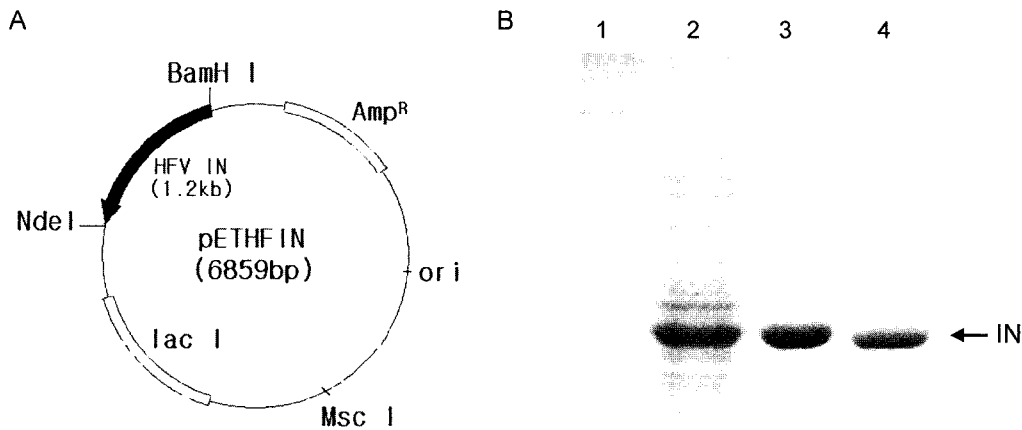 A
BamH I
Amp^R
HFV IN
(1.2kb)
NdeI
pETHFIN
(6859bp)
ori
lac I
Msc I
B
1 2 3 4
IN